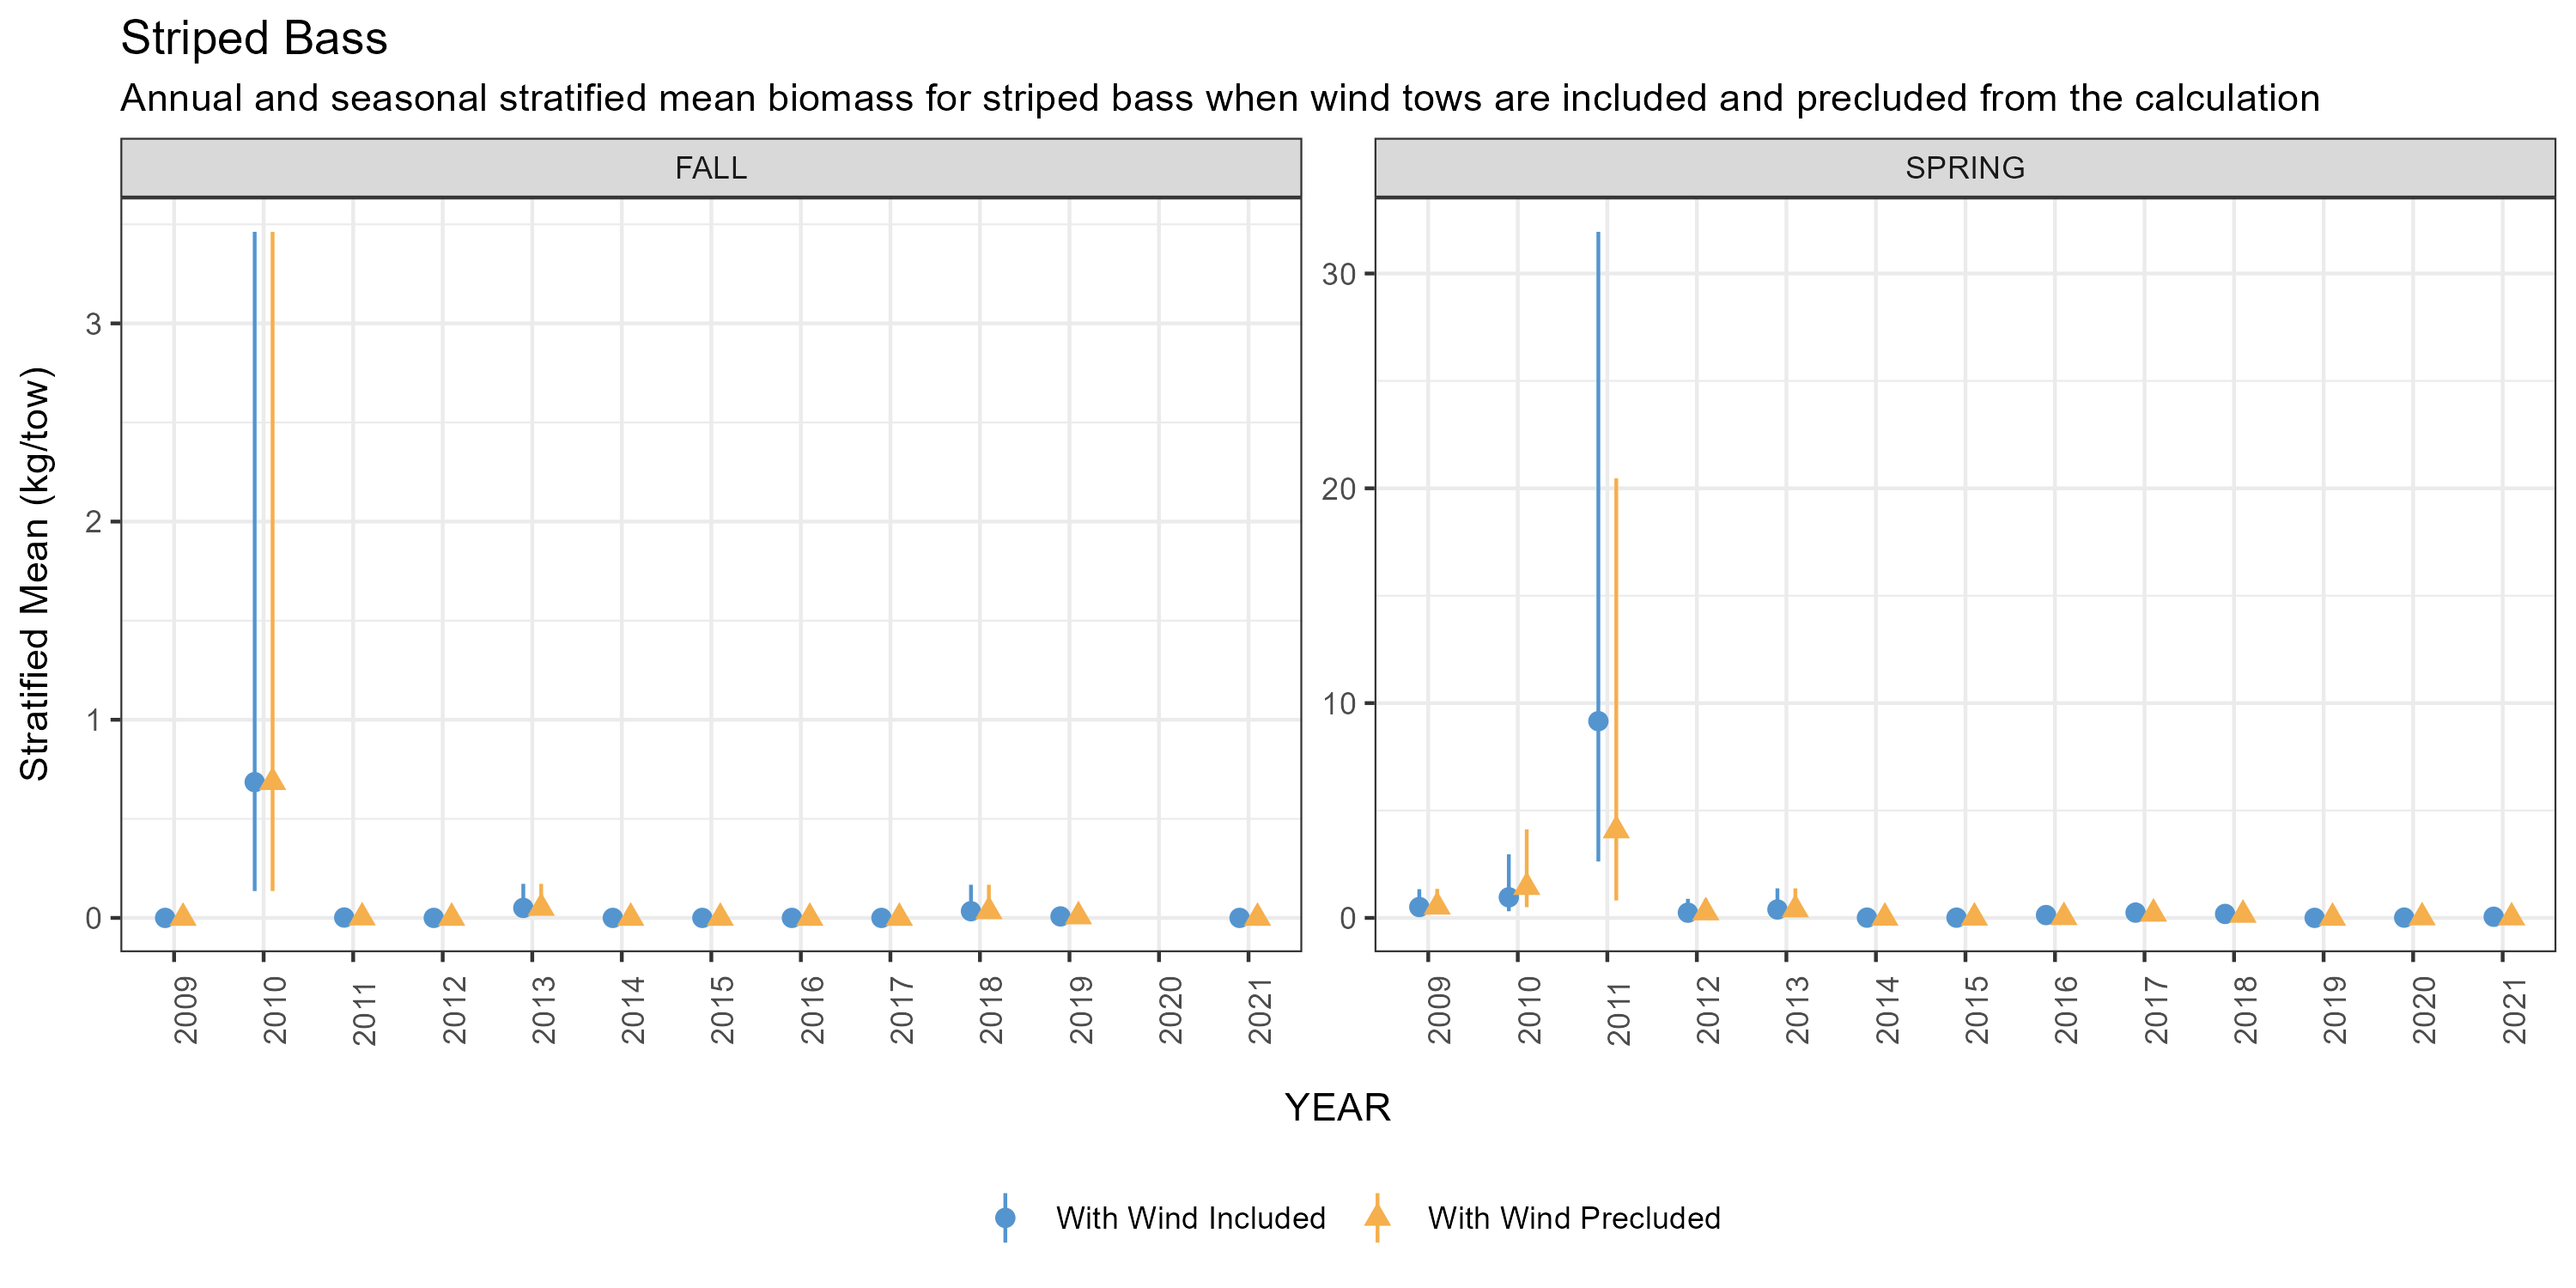 Striped Bass
Annual and seasonal stratified mean biomass for striped bass when wind tows are included and precluded from the calculation
FALL
SPRING
Stratified Mean (kg/tow)
3
2
1
0
30
20
10
0
2009 2010 2011 2012 2013 2014 2015 2016 2017 2018 2019 2020 2021
2009 2010 2011 2012 2013 2014 2015 2016 2017 2018 2019 2020 2021
YEAR
With Wind Included
With Wind Precluded